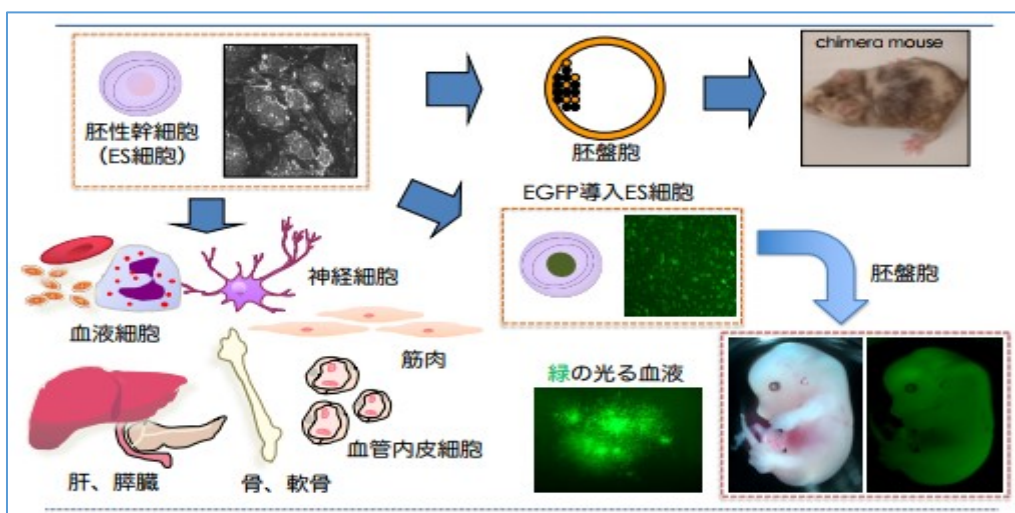 胚性幹細胞
(ES細胞)
胚盤胞
chimera mouse
EGFP導入ES細胞
胚盤胞
神経細胞
血液細胞
筋肉
血管内皮細胞
肝、膵臓
骨、軟骨
緑の光る血液